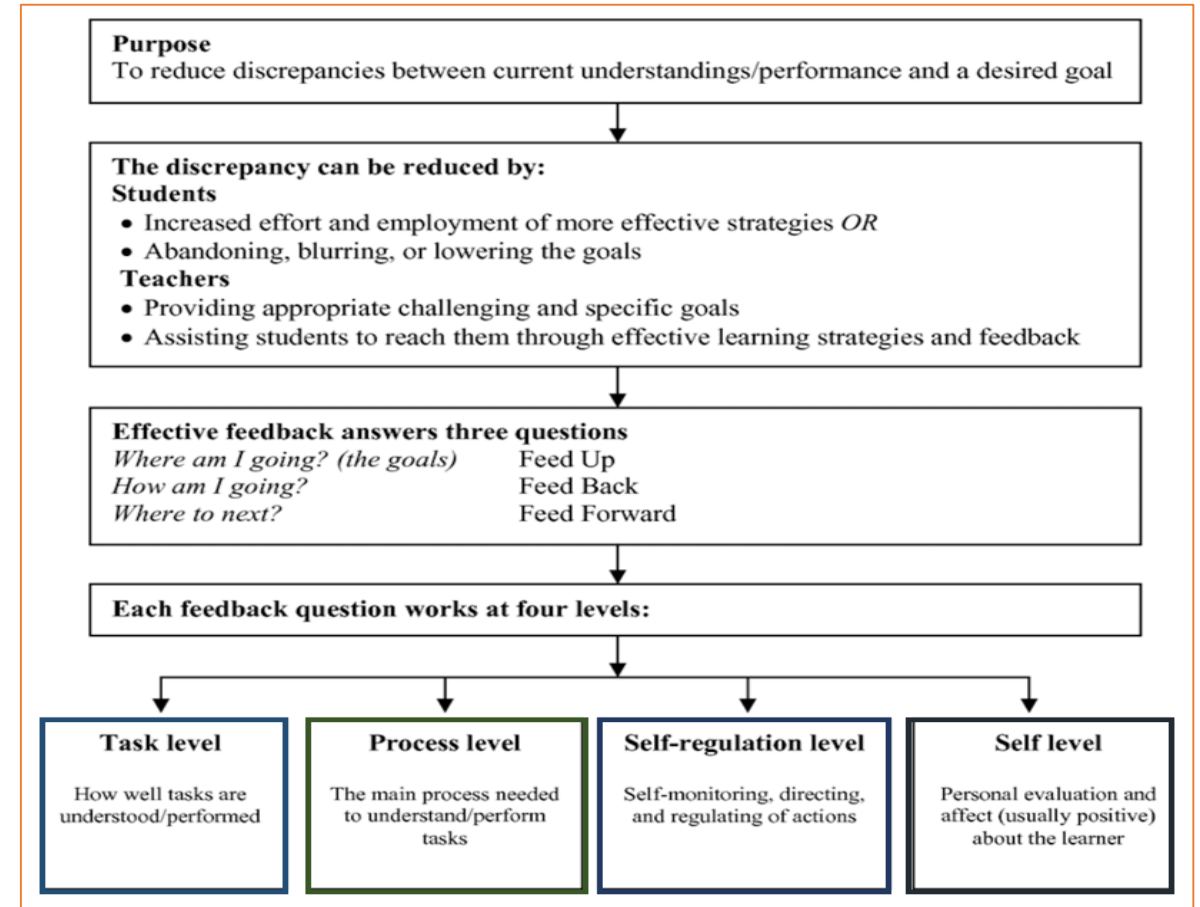 Purpose
To reduce discrepancies between current understandings/performance and a desired goal
The discrepancy can be reduced by:
Students
• Increased effort and employment of more effective strategies OR
• Abandoning, blurring, or lowering the goals
Teachers
• Providing appropriate challenging and specific goals
• Assisting students to reach them through effective learning strategies and feedback
Effective feedback answers three questions
Where am I going? (the goals) Feed Up
How am I going? Feed Back
Where to next? Feed Forward
Each feedback question works at four levels:
Task level
How well tasks are
understood/performed
Process level
The main process needed
to understand/perform
tasks
Self-regulation level
Self-monitoring, directing,
and regulating of actions
Self level
Personal evaluation and
affect (usually positive)
about the learner